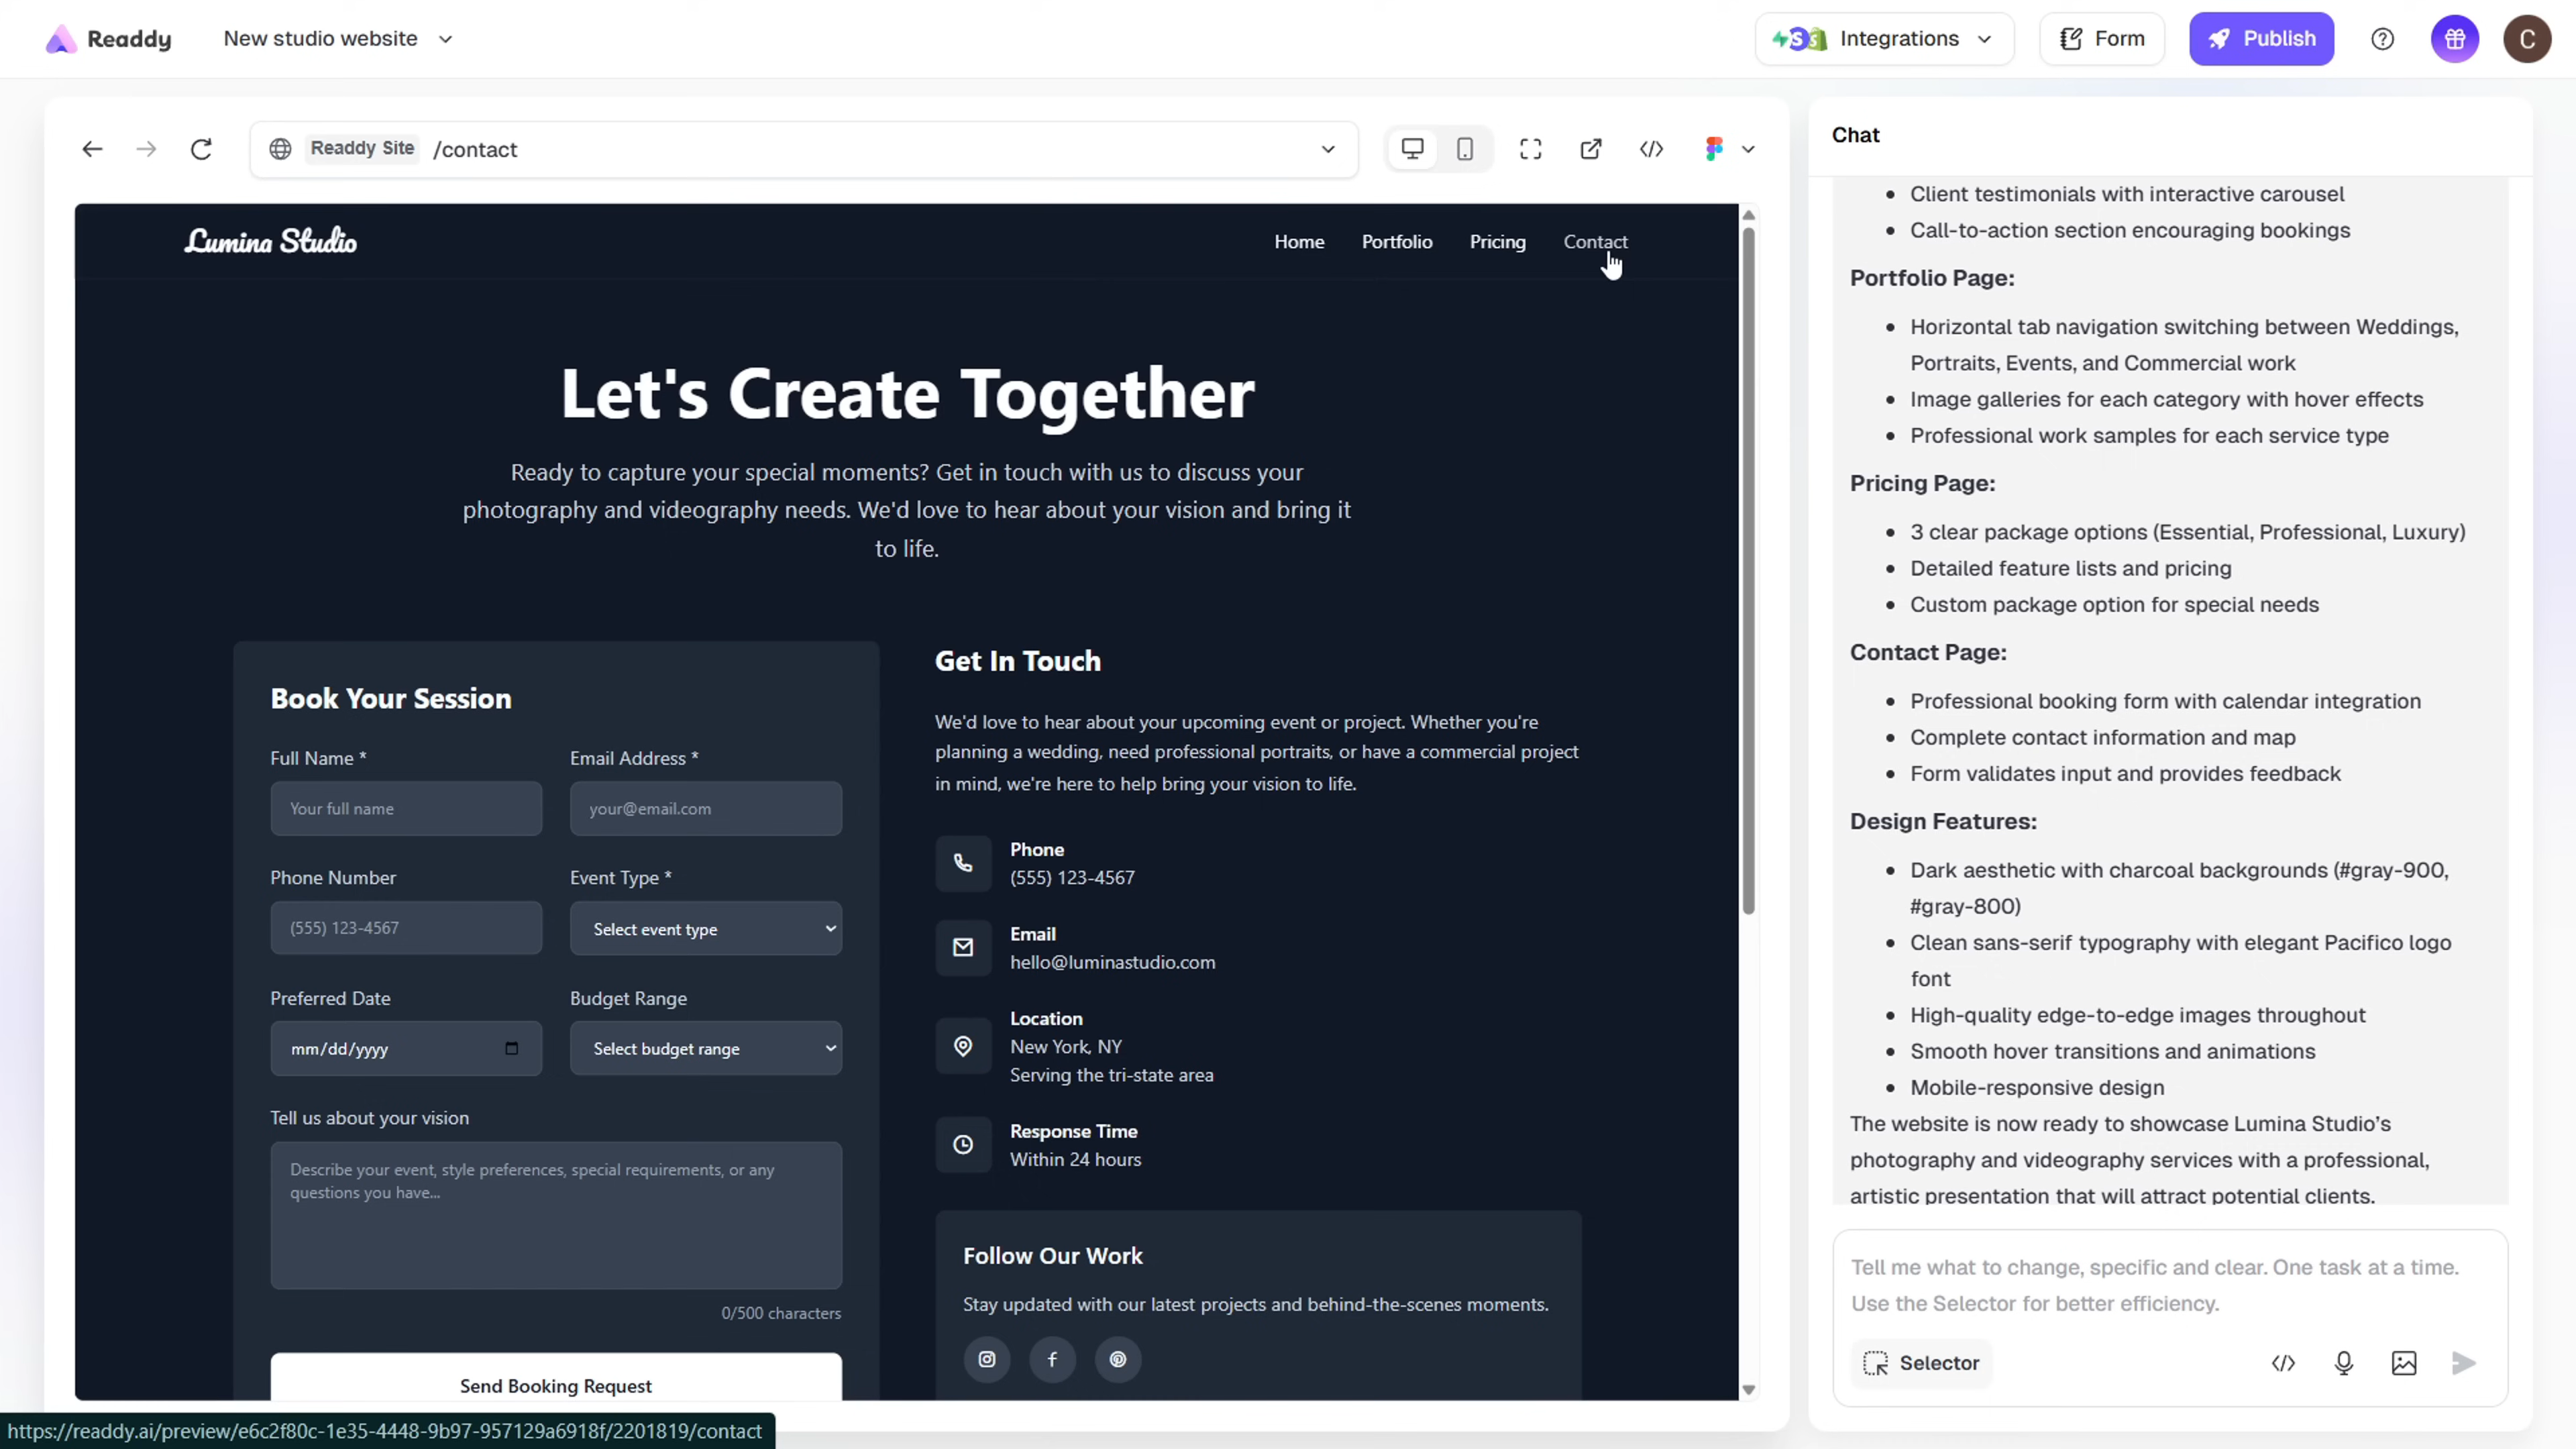 Readdy
New studio website
Integrations
Form
Publish
C
Readdy Site
/contact
Lumina Studio
Home
Portfolio
Pricing
Contact
Let's Create Together
Ready to capture your special moments? Get in touch with us to discuss your
photography and videography needs. We'd love to hear about your vision and bring it
to life.
Book Your Session
Full Name *
Email Address *
Your full name
your@email.com
Phone Number
Event Type *
(555) 123-4567
Select event type
Preferred Date
Budget Range
mm/dd/yyyy
Select budget range
Tell us about your vision
Describe your event, style preferences, special requirements, or any
questions you have...
0/500 characters
Send Booking Request
Get In Touch
We'd love to hear about your upcoming event or project. Whether you're
planning a wedding, need professional portraits, or have a commercial project
in mind, we're here to help bring your vision to life.
Phone
(555) 123-4567
Email
hello@luminastudio.com
Location
New York, NY
Serving the tri-state area
Response Time
Within 24 hours
Follow Our Work
Stay updated with our latest projects and behind-the-scenes moments.
https://readdy.ai/preview/e6c2f80c-1e35-4448-9b97-957129a6918f/2201819/contact
Chat
Client testimonials with interactive carousel
Call-to-action section encouraging bookings
Portfolio Page:
Horizontal tab navigation switching between Weddings,
Portraits, Events, and Commercial work
Image galleries for each category with hover effects
Professional work samples for each service type
Pricing Page:
3 clear package options (Essential, Professional, Luxury)
Detailed feature lists and pricing
Custom package option for special needs
Contact Page:
Professional booking form with calendar integration
Complete contact information and map
Form validates input and provides feedback
Design Features:
Dark aesthetic with charcoal backgrounds (#gray-900,
#gray-800)
Clean sans-serif typography with elegant Pacifico logo
font
High-quality edge-to-edge images throughout
Smooth hover transitions and animations
Mobile-responsive design
The website is now ready to showcase Lumina Studio's
photography and videography services with a professional,
artistic presentation that will attract potential clients.
Tell me what to change, specific and clear. One task at a time.
Use the Selector for better efficiency.
Selector